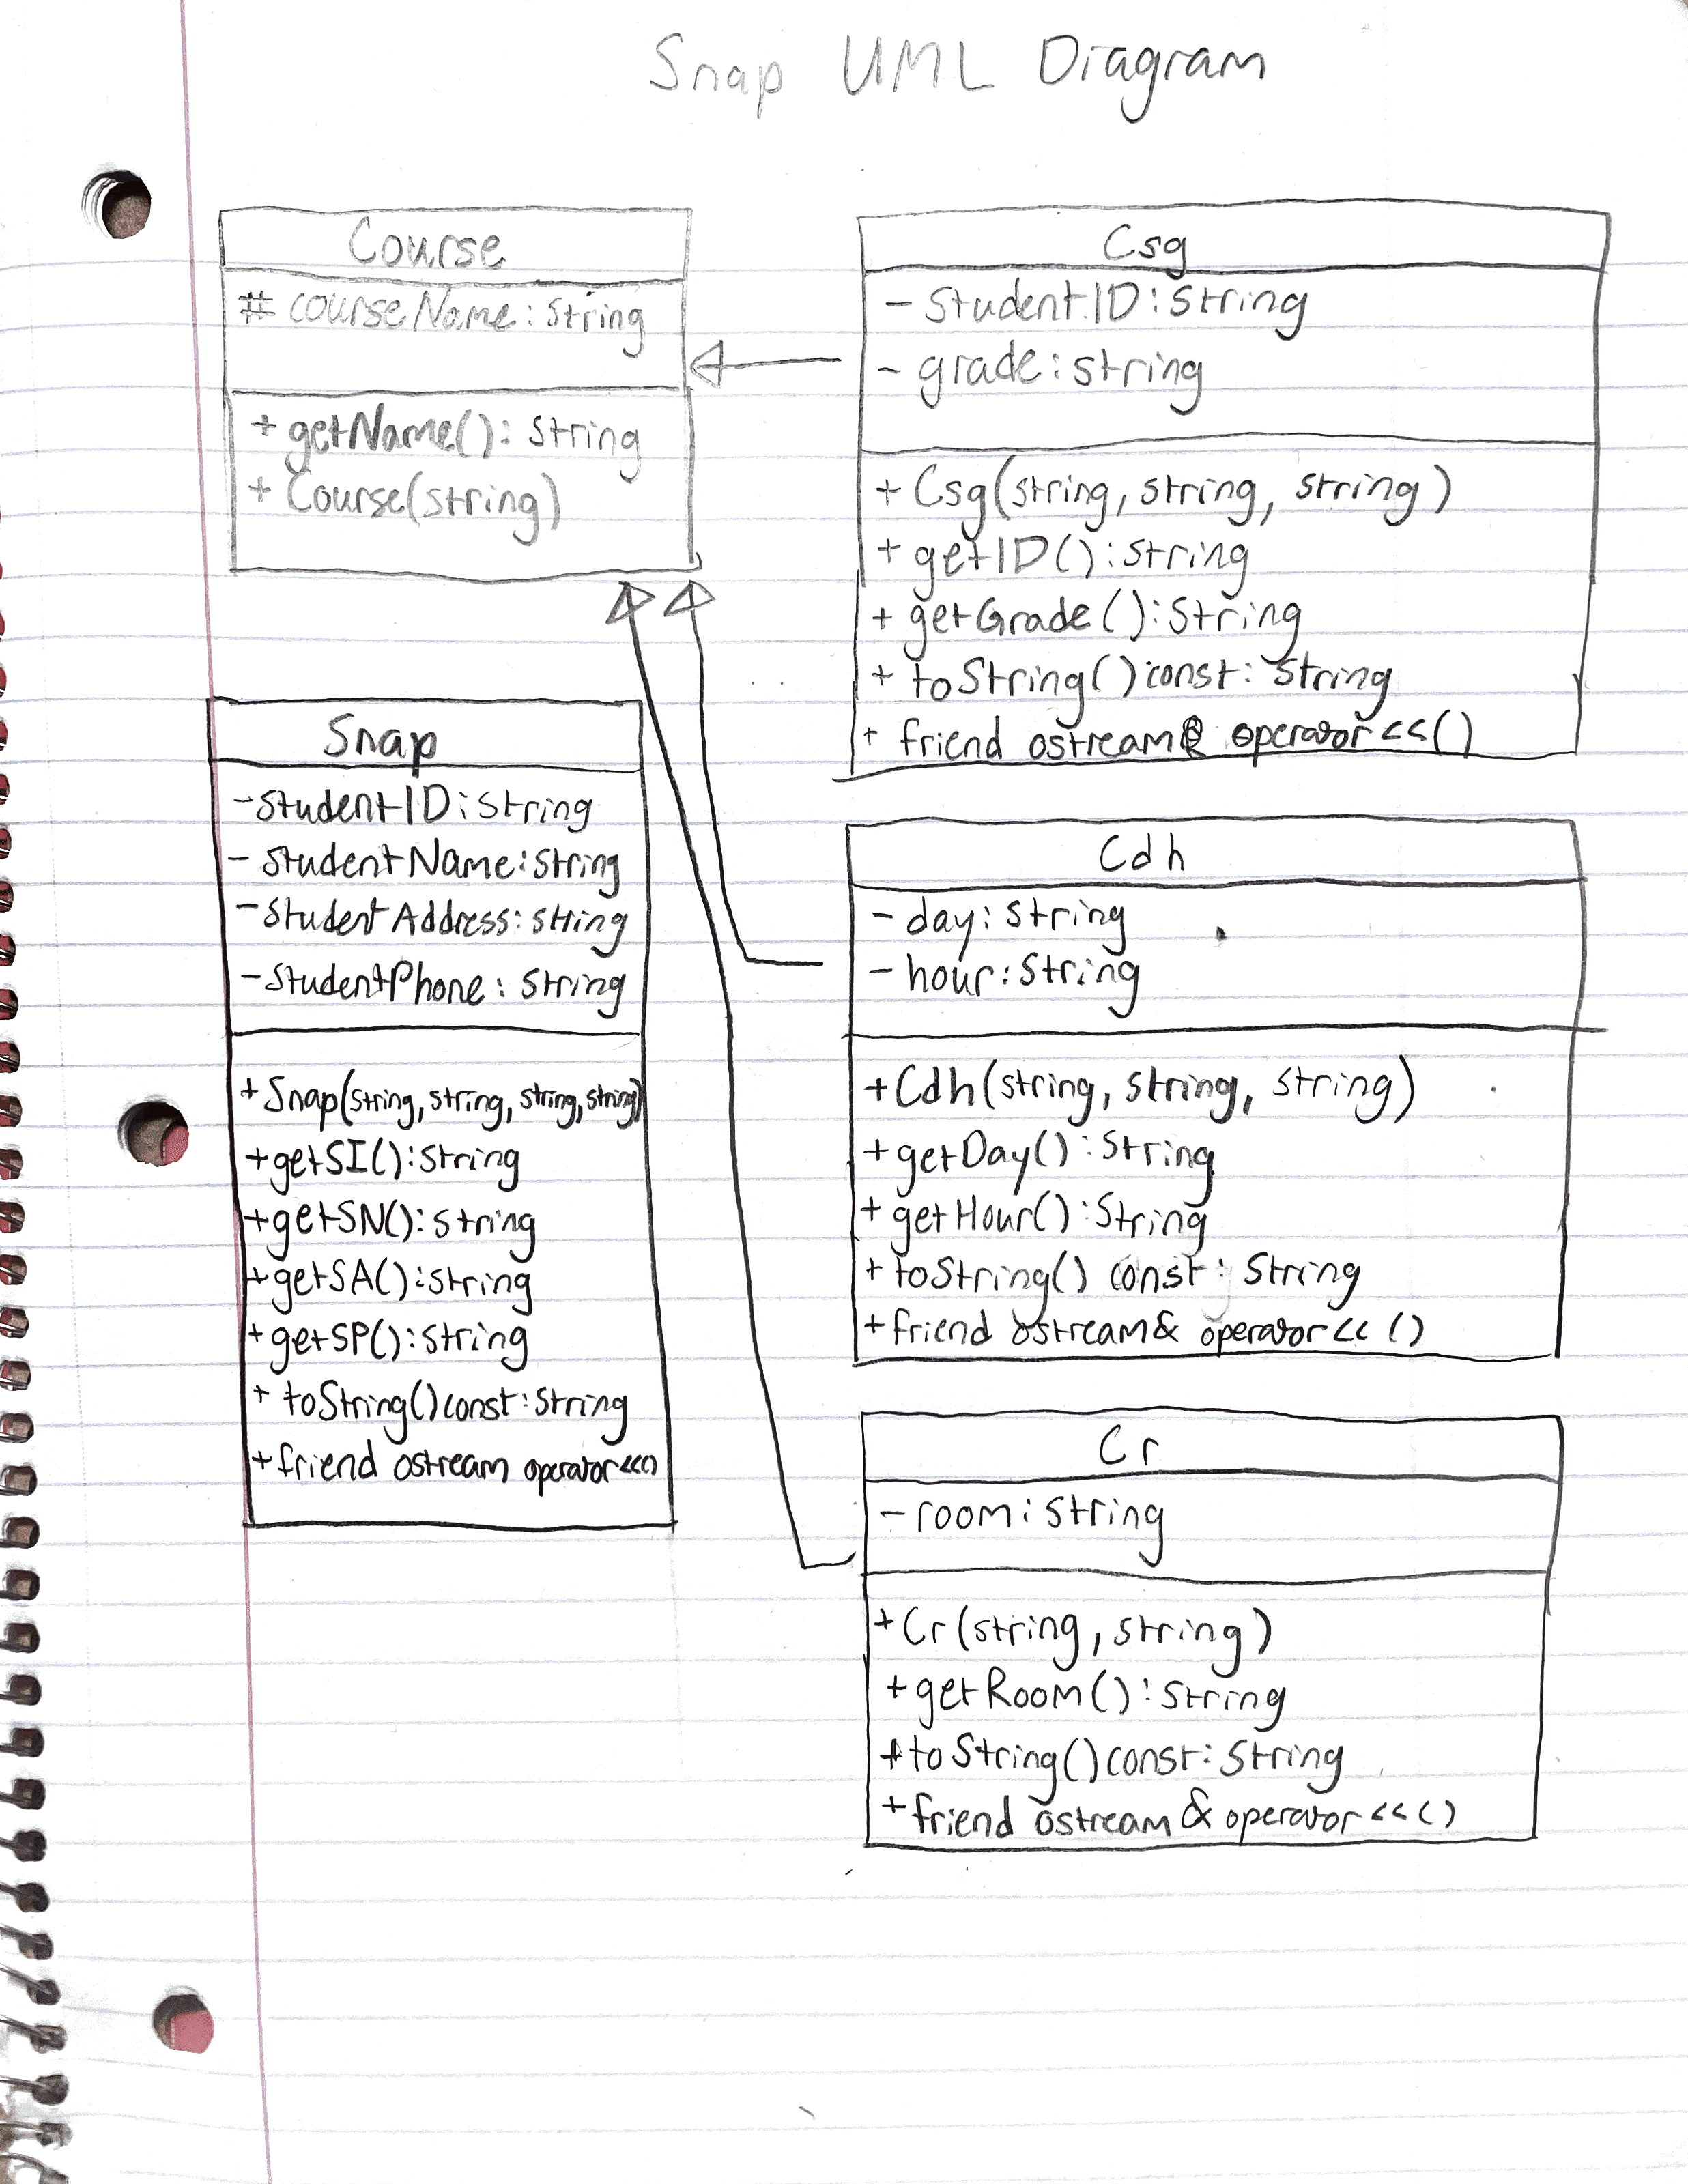 Snap UML Diagram
Course
# courseName: string
+ getName(): string
+ Course(string)
Csg
- studentID: string
- grade: string
+ Csg(string, string, string)
+ getID(): string
+ getGrade(): string
+ toString() const: string
+ friend ostream& operator<<()
Snap
- studentID: string
- studentName: string
- studentAddress: string
- studentPhone: string
+ Snap(string, string, string, string)
+ getSI(): string
+ getSN(): string
+ getSA(): string
+ getSP(): string
+ toString() const: string
+ friend ostream operator<<()
Cdh
- day: string
- hour: string
+ Cdh(string, string, string)
+ getDay(): string
+ getHour(): string
+ toString() const: string
+ friend ostream& operator<<()
Cr
- room: string
+ Cr(string, string)
+ getRoom(): string
+ toString() const: string
+ friend ostream & operator<<()